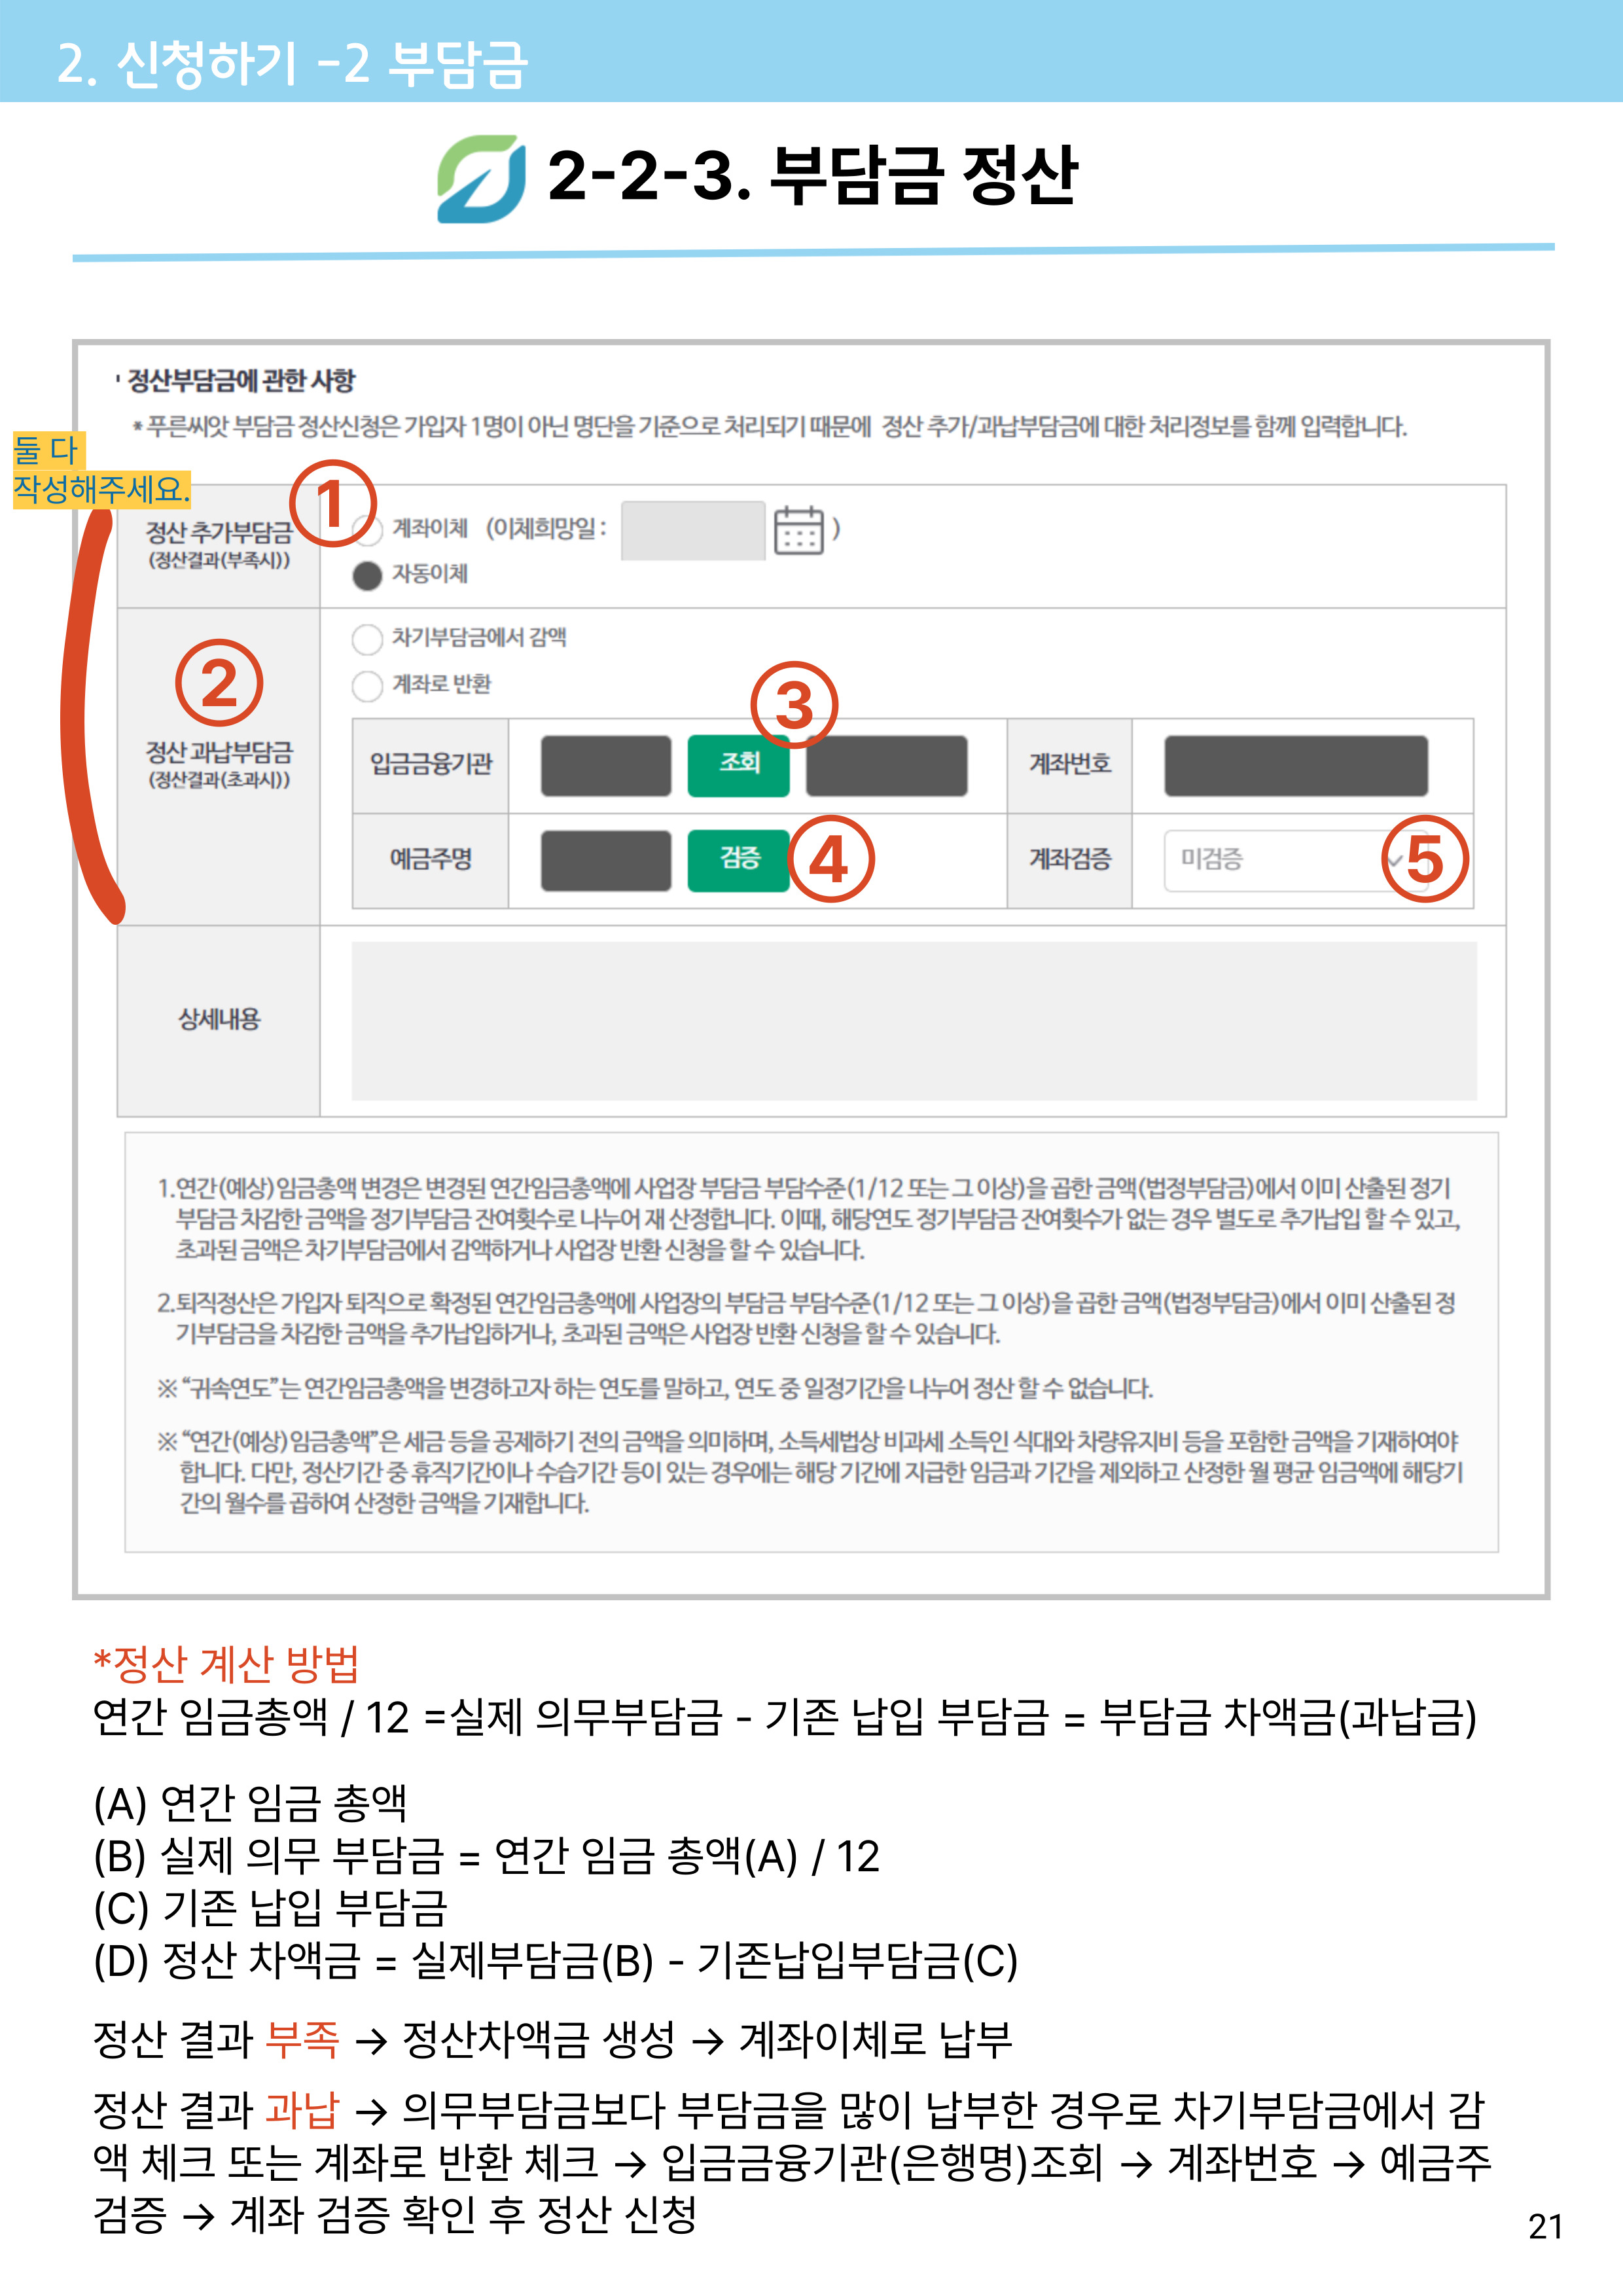 2. 신청하기 -2 부담금
2-2-3. 부담금 정산
정산부담금에 관한 사항
* 푸른씨앗 부담금 정산신청은 가입자 1명이 아닌 명단을 기준으로 처리되기 때문에 정산 추가/과납부담금에 대한 처리정보를 함께 입력합니다.
둘 다
작성해주세요.
1
정산 추가부담금
(정산결과(부족시))
계좌이체 (이체희망일 : )
자동이체
2
정산 과납부담금
(정산결과(초과시))
차기부담금에서 감액
계좌로 반환
3
입금금융기관 조회 계좌번호
예금주명 검증 4 계좌검증 미검증 5
상세내용
1.연간(예상)임금총액 변경은 변경된 연간임금총액에 사업장 부담금 부담수준(1/12 또는 그 이상)을 곱한 금액(법정부담금)에서 이미 산출된 정기
부담금 차감한 금액을 정기부담금 잔여횟수로 나누어 재 산정합니다. 이때, 해당연도 정기부담금 잔여횟수가 없는 경우 별도로 추가납입 할 수 있고,
초과된 금액은 차기부담금에서 감액하거나 사업장 반환 신청을 할 수 있습니다.
2.퇴직정산은 가입자 퇴직으로 확정된 연간임금총액에 사업장의 부담금 부담수준(1/12 또는 그 이상)을 곱한 금액(법정부담금)에서 이미 산출된 정
기부담금을 차감한 금액을 추가납입하거나, 초과된 금액은 사업장 반환 신청을 할 수 있습니다.
※ “귀속연도”는 연간임금총액을 변경하고자 하는 연도를 말하고, 연도 중 일정기간을 나누어 정산 할 수 없습니다.
※ “연간(예상)임금총액”은 세금 등을 공제하기 전의 금액을 의미하며, 소득세법상 비과세 소득인 식대와 차량유지비 등을 포함한 금액을 기재하여야
합니다. 다만, 정산기간 중 휴직기간이나 수습기간 등이 있는 경우에는 해당 기간에 지급한 임금과 기간을 제외하고 산정한 월 평균 임금액에 해당기
간의 월수를 곱하여 산정한 금액을 기재합니다.
*정산 계산 방법
연간 임금총액 / 12 =실제 의무부담금 - 기존 납입 부담금 = 부담금 차액금(과납금)
(A) 연간 임금 총액
(B) 실제 의무 부담금 = 연간 임금 총액(A) / 12
(C) 기존 납입 부담금
(D) 정산 차액금 = 실제부담금(B) - 기존납입부담금(C)
정산 결과 부족 → 정산차액금 생성 → 계좌이체로 납부
정산 결과 과납 → 의무부담금보다 부담금을 많이 납부한 경우로 차기부담금에서 감
액 체크 또는 계좌로 반환 체크 → 입금금융기관(은행명)조회 → 계좌번호 → 예금주
검증 → 계좌 검증 확인 후 정산 신청
21